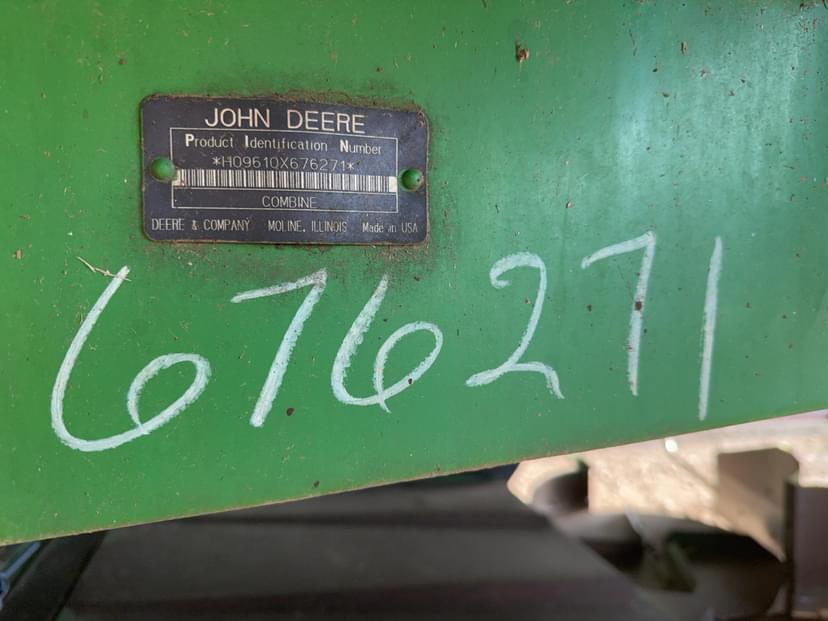 JOHN DEERE
Product Identification Number
*H09610X676271*
COMBINE
DEERE & COMPANY MOLINE, ILLINOIS Made in USA
676271